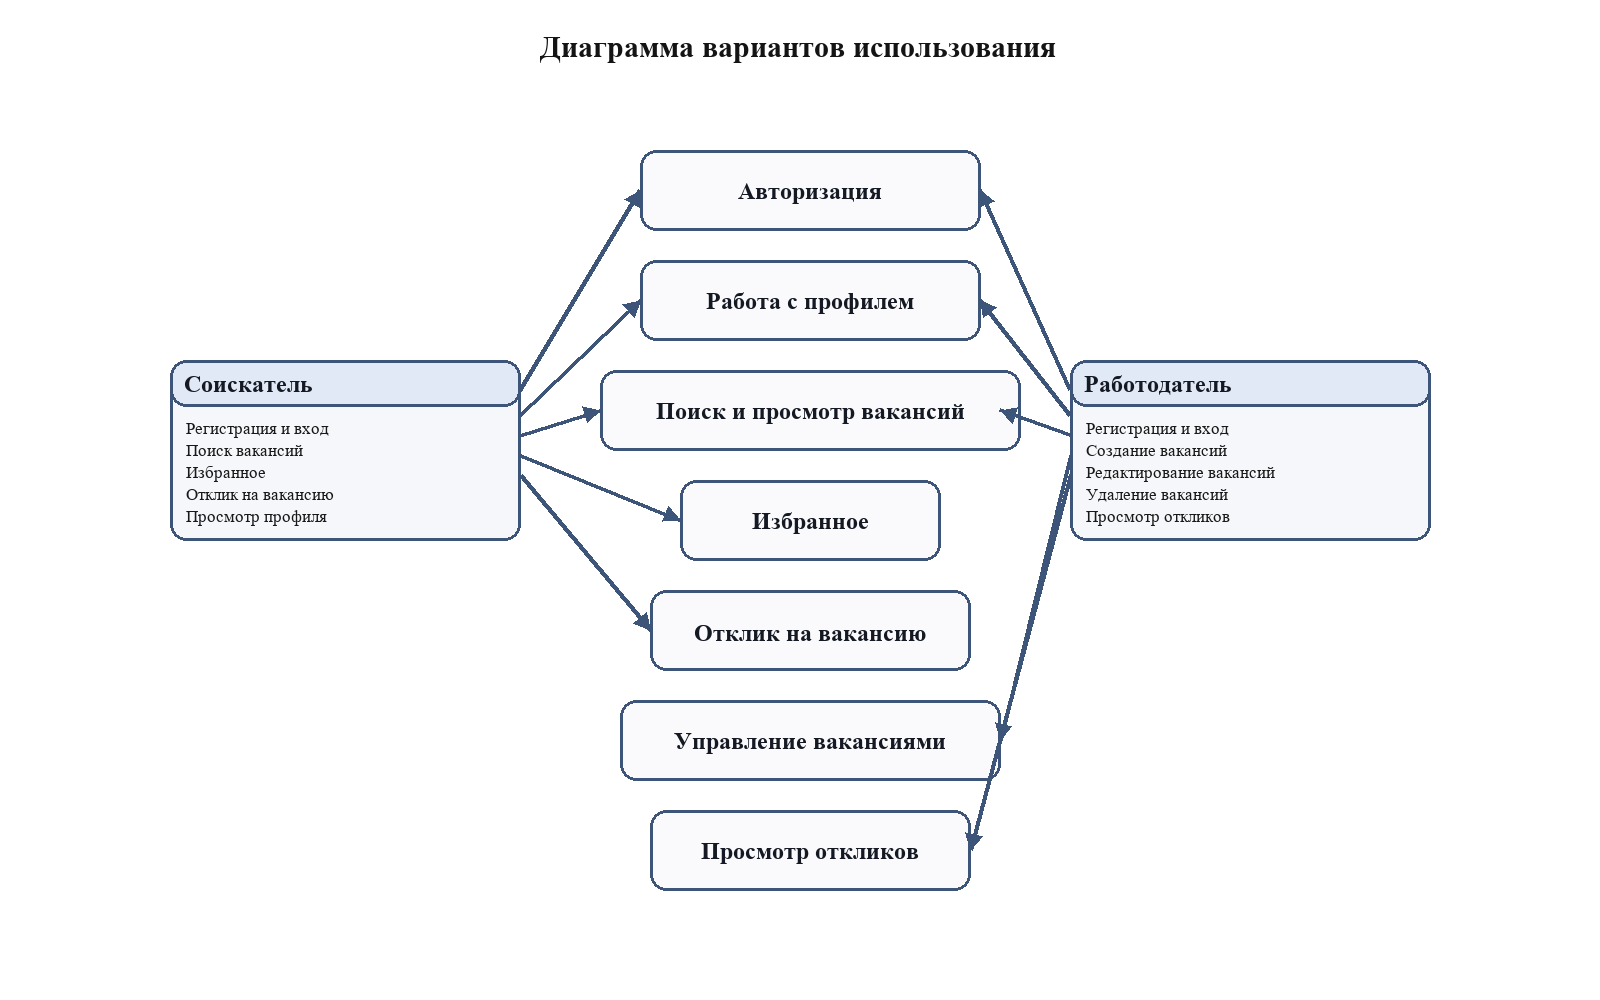 Диаграмма вариантов использования
Авторизация
Работа с профилем
Поиск и просмотр вакансий
Избранное
Отклик на вакансию
Управление вакансиями
Просмотр откликов
Соискатель
Регистрация и вход
Поиск вакансий
Избранное
Отклик на вакансию
Просмотр профиля
Работодатель
Регистрация и вход
Создание вакансий
Редактирование вакансий
Удаление вакансий
Просмотр откликов